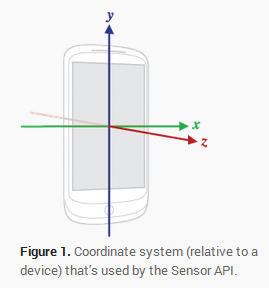 y
x
z
Figure 1. Coordinate system (relative to a
device) that's used by the Sensor API.